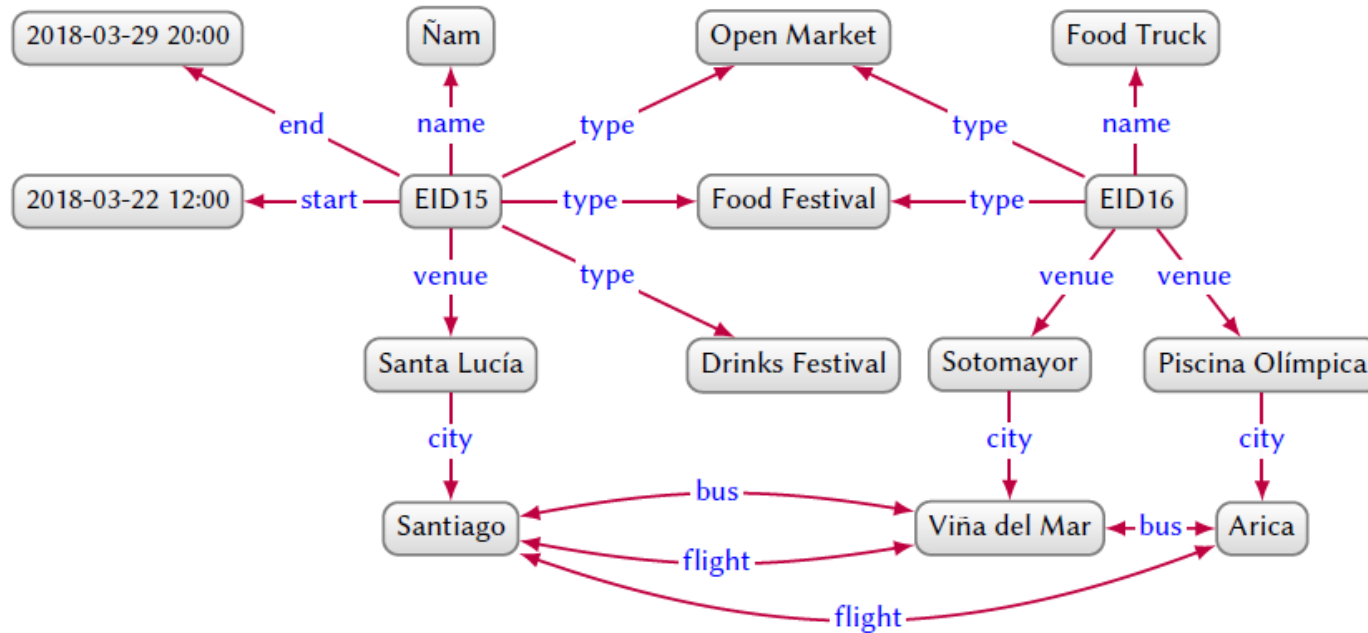 2018-03-29 20:00
Ñam
Open Market
Food Truck
end
name
type
type
name
2018-03-22 12:00
start
EID15
type
Food Festival
type
EID16
venue
type
venue
venue
Santa Lucía
Drinks Festival
Sotomayor
Piscina Olímpica
city
city
city
bus
Santiago
Viña del Mar
bus
Arica
flight
flight